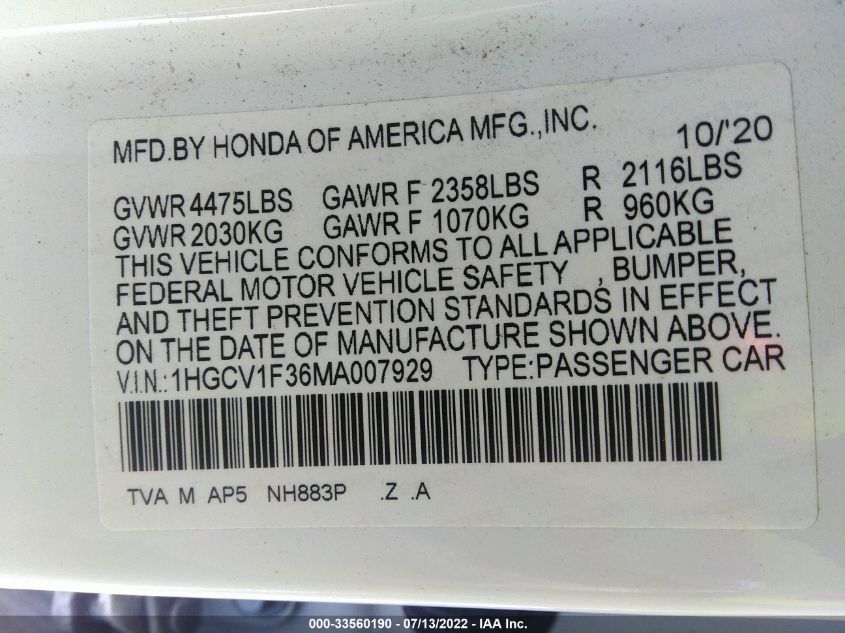 MFD.BY HONDA OF AMERICA MFG.,INC. 10/'20
GVWR 4475LBS GAWR F 2358LBS R 2116LBS
GVWR 2030KG GAWR F 1070KG R 960KG
THIS VEHICLE CONFORMS TO ALL APPLICABLE
FEDERAL MOTOR VEHICLE SAFETY , BUMPER,
AND THEFT PREVENTION STANDARDS IN EFFECT
ON THE DATE OF MANUFACTURE SHOWN ABOVE.
V.I.N.:1HGCV1F36MA007929 TYPE:PASSENGER CAR
TVA M AP5 NH883P .Z .A
000-33560190 - 07/13/2022 - IAA Inc.